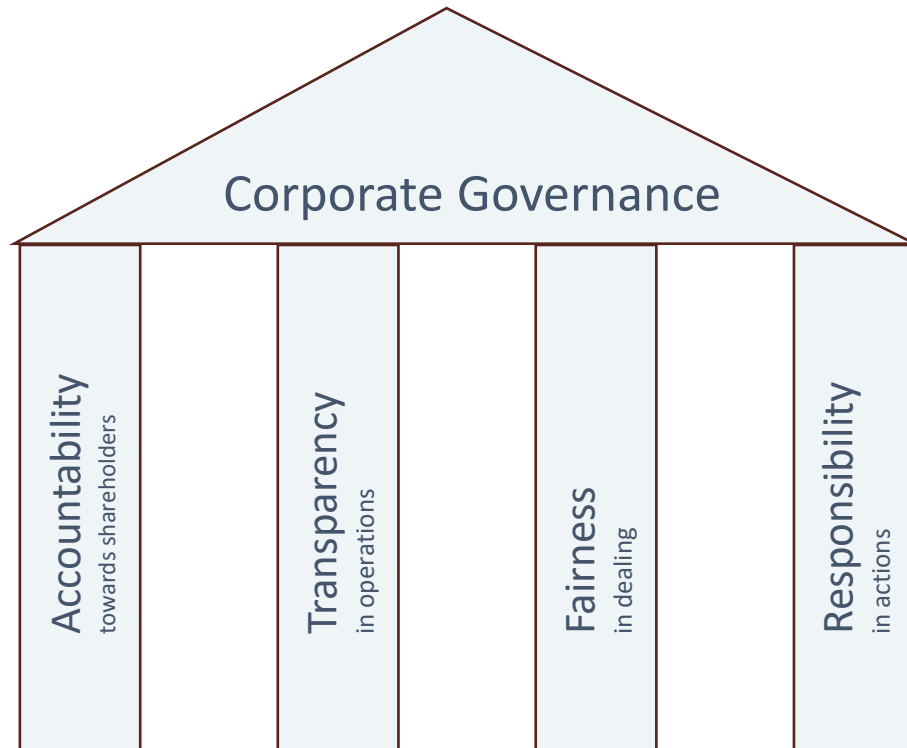 Corporate Governance
Accountability
towards shareholders
Transparency
in operations
Fairness
in dealing
Responsibility
in actions